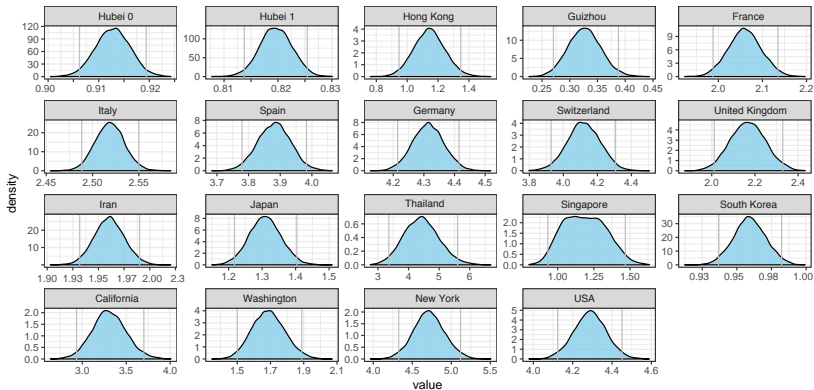 Hubei 0 Hubei 1 Hong Kong Guizhou France
120 90 60 30 0 100 50 0 4 3 2 1 0 10 5 0 9 6 3 0
0.90 0.91 0.92 0.81 0.82 0.83 0.8 1.0 1.2 1.4 0.25 0.30 0.35 0.40 0.45 2.0 2.1 2.2
Italy Spain Germany Switzerland United Kingdom
20 10 0 8 6 4 2 0 8 6 4 2 0 4 3 2 1 0 4 3 2 1 0
2.45 2.50 2.55 3.7 3.8 3.9 4.0 4.2 4.3 4.4 4.5 3.8 4.0 4.2 4.4 2.0 2.2 2.4
density
Iran Japan Thailand Singapore South Korea
20 10 0 8 6 4 2 0 0.6 0.4 0.2 0.0 2.0 1.5 1.0 0.5 0.0 30 20 10 0
1.90 1.93 1.95 1.97 2.00 2.3 1.2 1.3 1.4 1.5 3 4 5 6 1.00 1.25 1.50 0.93 0.95 0.98 1.00
California Washington New York USA
2.0 1.5 1.0 0.5 0.0 4 3 2 1 0 2.0 1.5 1.0 0.5 0.0 5 4 3 2 1 0
3.0 3.5 4.0 1.5 1.7 1.9 2.1 4.0 4.5 5.0 5.5 4.0 4.2 4.4 4.6
value